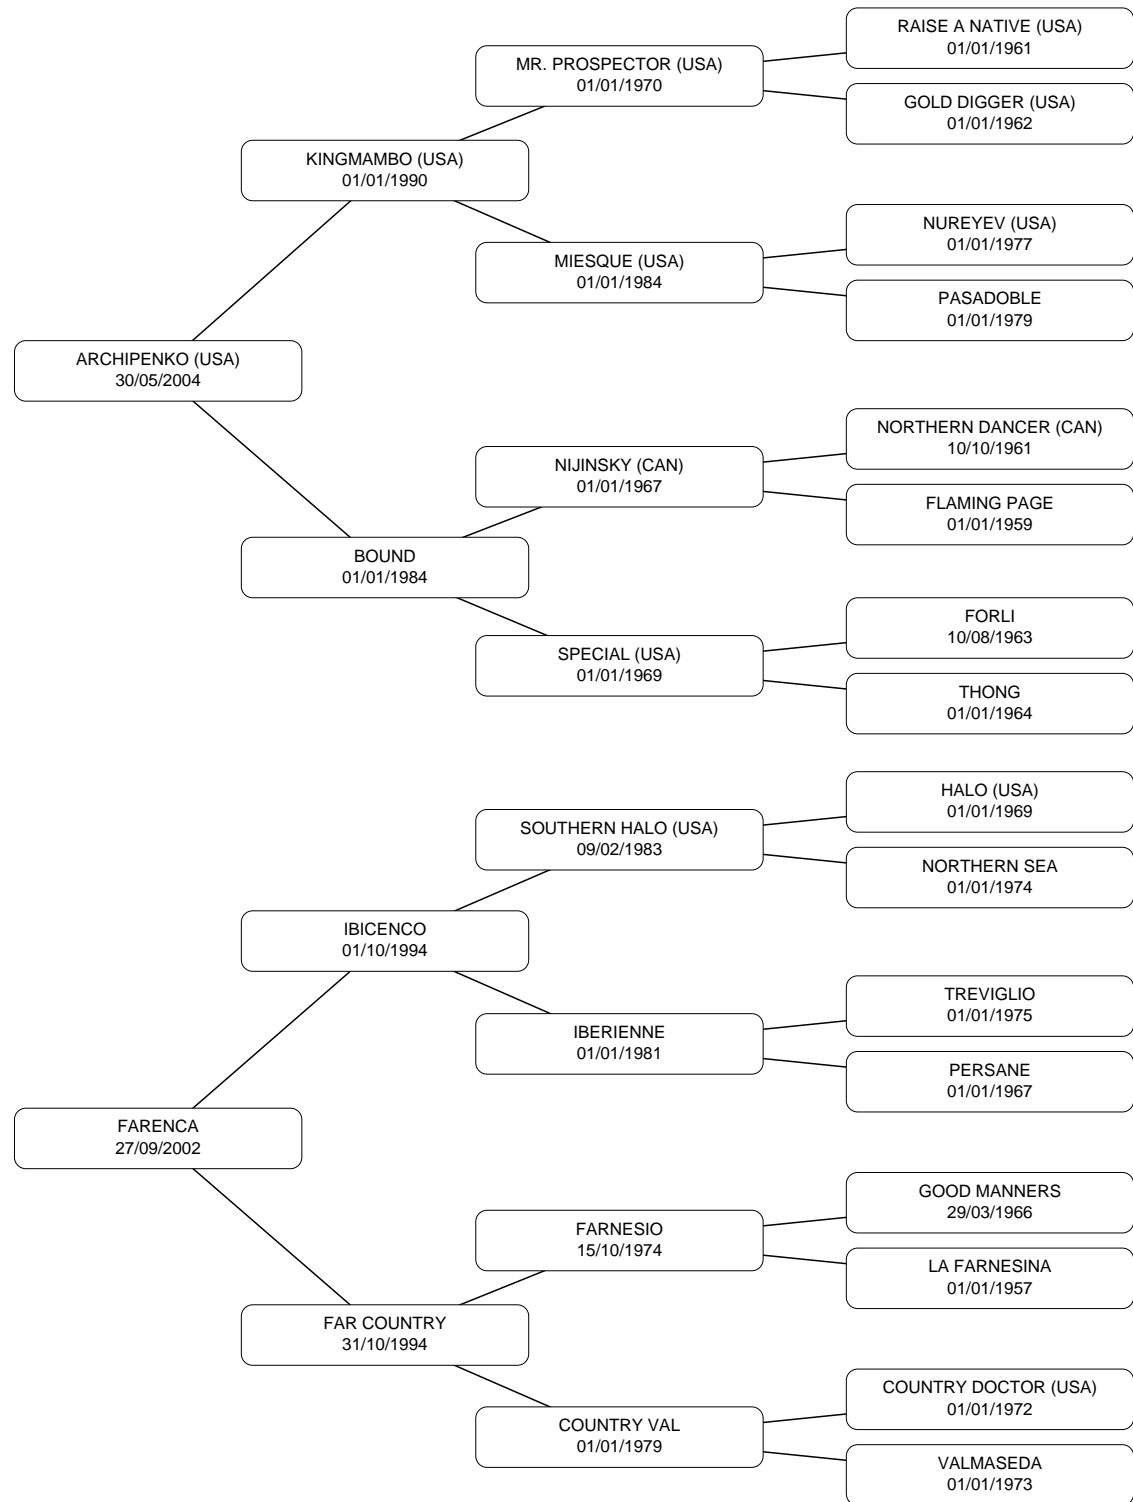 RAISE A NATIVE (USA)
01/01/1961
MR. PROSPECTOR (USA)
01/01/1970
GOLD DIGGER (USA)
01/01/1962
KINGMAMBO (USA)
01/01/1990
NUREYEV (USA)
01/01/1977
MIESQUE (USA)
01/01/1984
PASADOBLE
01/01/1979
ARCHIPENKO (USA)
30/05/2004
NORTHERN DANCER (CAN)
10/10/1961
NIJINSKY (CAN)
01/01/1967
FLAMING PAGE
01/01/1959
BOUND
01/01/1984
FORLI
10/08/1963
SPECIAL (USA)
01/01/1969
THONG
01/01/1964
HALO (USA)
01/01/1969
SOUTHERN HALO (USA)
09/02/1983
NORTHERN SEA
01/01/1974
IBICENCO
01/10/1994
TREVIGLIO
01/01/1975
IBERIENNE
01/01/1981
PERSANE
01/01/1967
FARENCA
27/09/2002
GOOD MANNERS
29/03/1966
FARNESIO
15/10/1974
LA FARNESINA
01/01/1957
FAR COUNTRY
31/10/1994
COUNTRY DOCTOR (USA)
01/01/1972
COUNTRY VAL
01/01/1979
VALMASEDA
01/01/1973